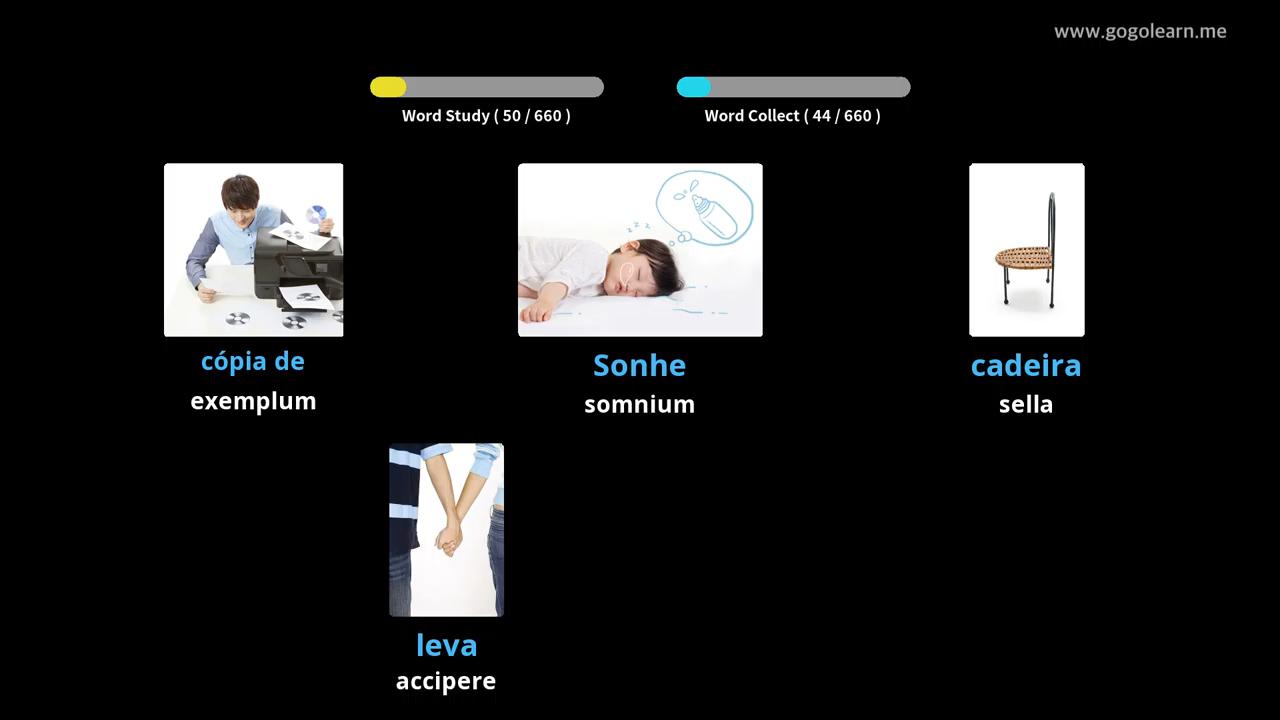 www.gogolearn.me
Word Study ( 50 / 660 )
Word Collect ( 44 / 660 )
cópia de
exemplum
Sonhe
somnium
cadeira
sella
leva
accipere